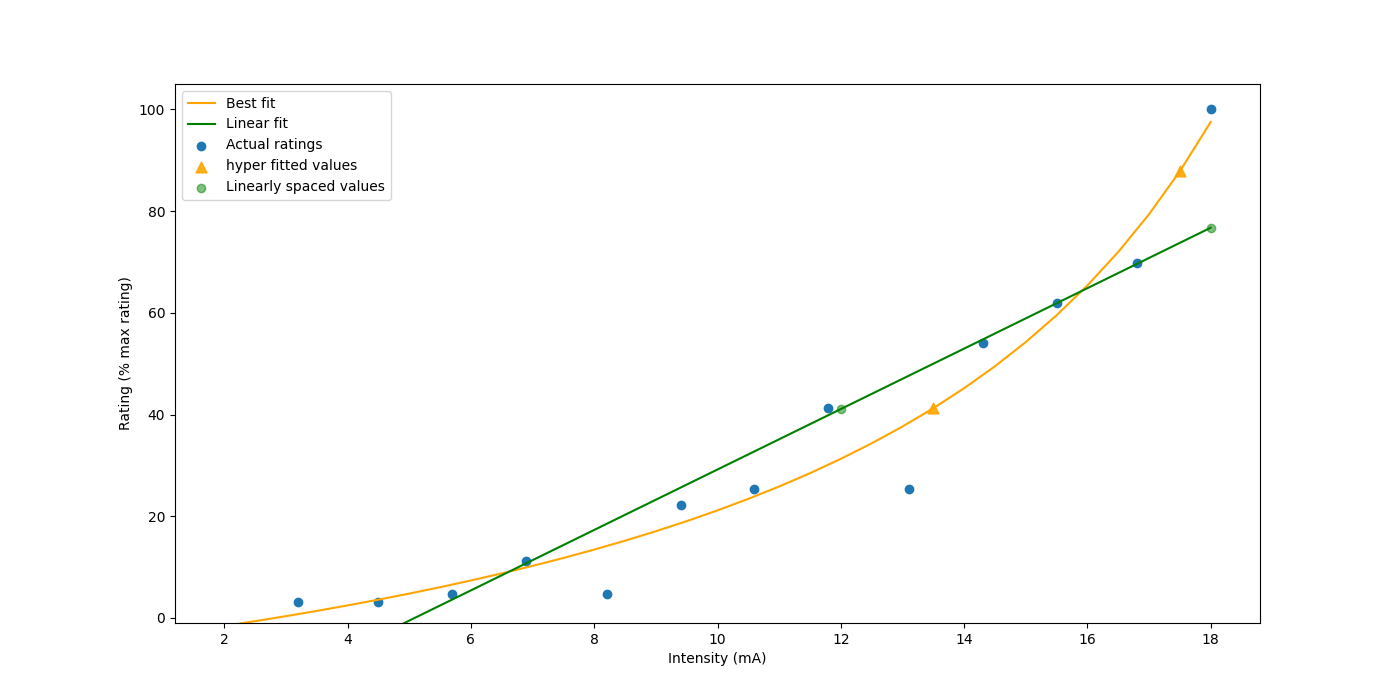 Best fit
Linear fit
Actual ratings
hyper fitted values
Linearly spaced values
100
80
60
40
20
0
Rating (% max rating)
2 4 6 8 10 12 14 16 18
Intensity (mA)